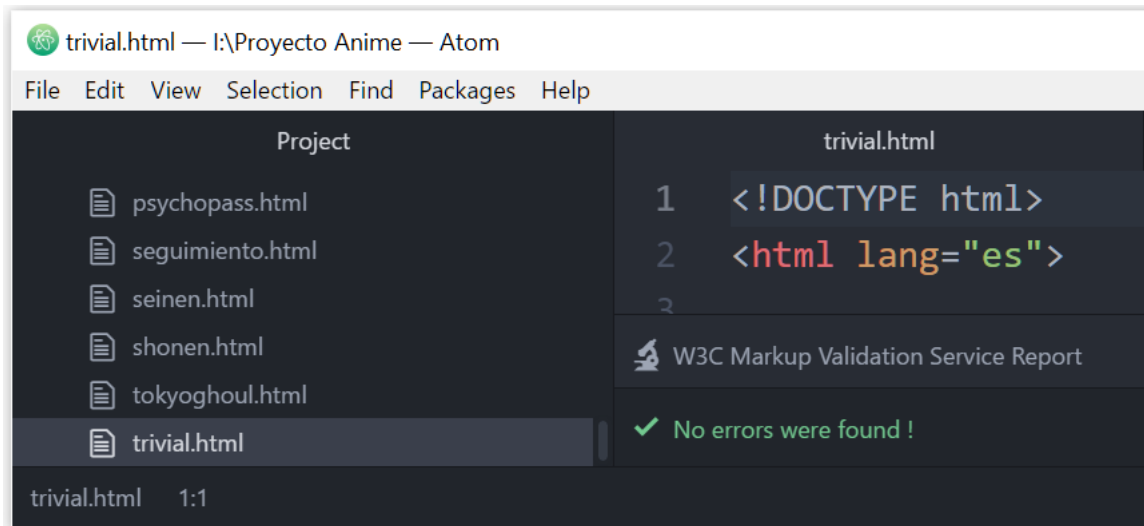 trivial.html — I:\Proyecto Anime — Atom
File Edit View Selection Find Packages Help
Project
psychopass.html
seguimiento.html
seinen.html
shonen.html
tokyoghoul.html
trivial.html
trivial.html
1 <!DOCTYPE html>
2 <html lang="es">
3
W3C Markup Validation Service Report
No errors were found !
trivial.html 1:1